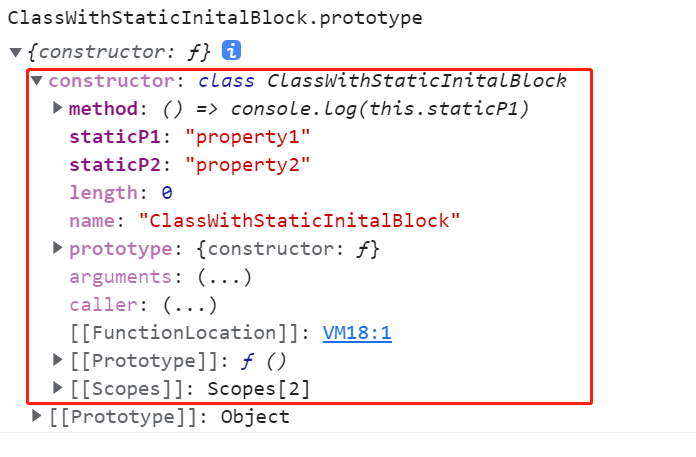 ClassWithStaticInitalBlock.prototype
▼{constructor: ƒ} i
▼constructor: class ClassWithStaticInitalBlock
▶method: () => console.log(this.staticP1)
staticP1: "property1"
staticP2: "property2"
length: 0
name: "ClassWithStaticInitalBlock"
▶prototype: {constructor: ƒ}
arguments: (...)
caller: (...)
[[FunctionLocation]]: VM18:1
▶[[Prototype]]: ƒ ()
▶[[Scopes]]: Scopes[2]
▶[[Prototype]]: Object